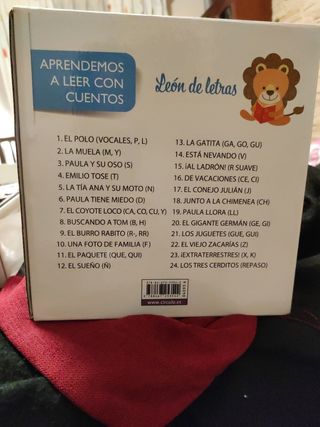 APRENDEMOS
A LEER CON
CUENTOS
León de letras
1. EL POLO (VOCALES, P, L)
2. LA MUELA (M, Y)
3. PAULA Y SU OSO (S)
4. EMILIO TOSE (T)
5. LA TÍA ANA Y SU MOTO (N)
6. PAULA TIENE MIEDO (D)
7. EL COYOTE LOCO (CA, CO, CU, Y)
8. BUSCANDO A TOM (B, H)
9. EL BURRO RABITO (R-, RR)
10. UNA FOTO DE FAMILIA (F)
11. EL PAQUETE (QUE, QUI)
12. EL SUEÑO (Ñ)
13. LA GATITA (GA, GO, GU)
14. ESTÁ NEVANDO (V)
15. ¡AL LADRÓN! (R SUAVE)
16. DE VACACIONES (CE, CI)
17. EL CONEJO JULIÁN (J)
18. JUNTO A LA CHIMENEA (CH)
19. PAULA LLORA (LL)
20. EL GIGANTE GERMÁN (GE, GI)
21. LOS JUGUETES (GUE, GUI)
22. EL VIEJO ZACARÍAS (Z)
23. ¡EXTRATERRESTRES! (X, K)
24. LOS TRES CERDITOS (REPASO)
www.circulo.es